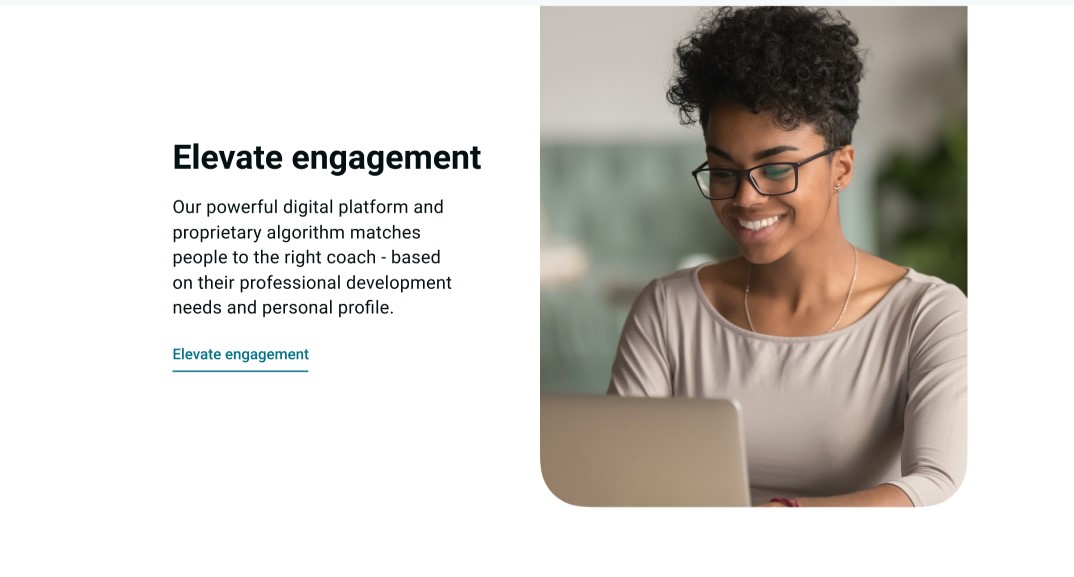 Elevate engagement
Our powerful digital platform and
proprietary algorithm matches
people to the right coach - based
on their professional development
needs and personal profile.
Elevate engagement